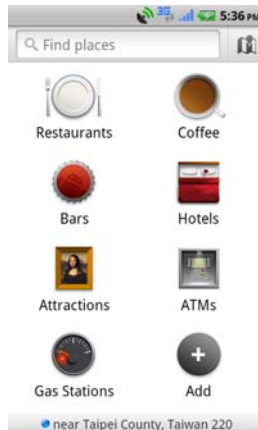 3G 5:36 PM
Find places
Restaurants Coffee
Bars Hotels
Attractions ATMs
Gas Stations Add
near Taipei County, Taiwan 220